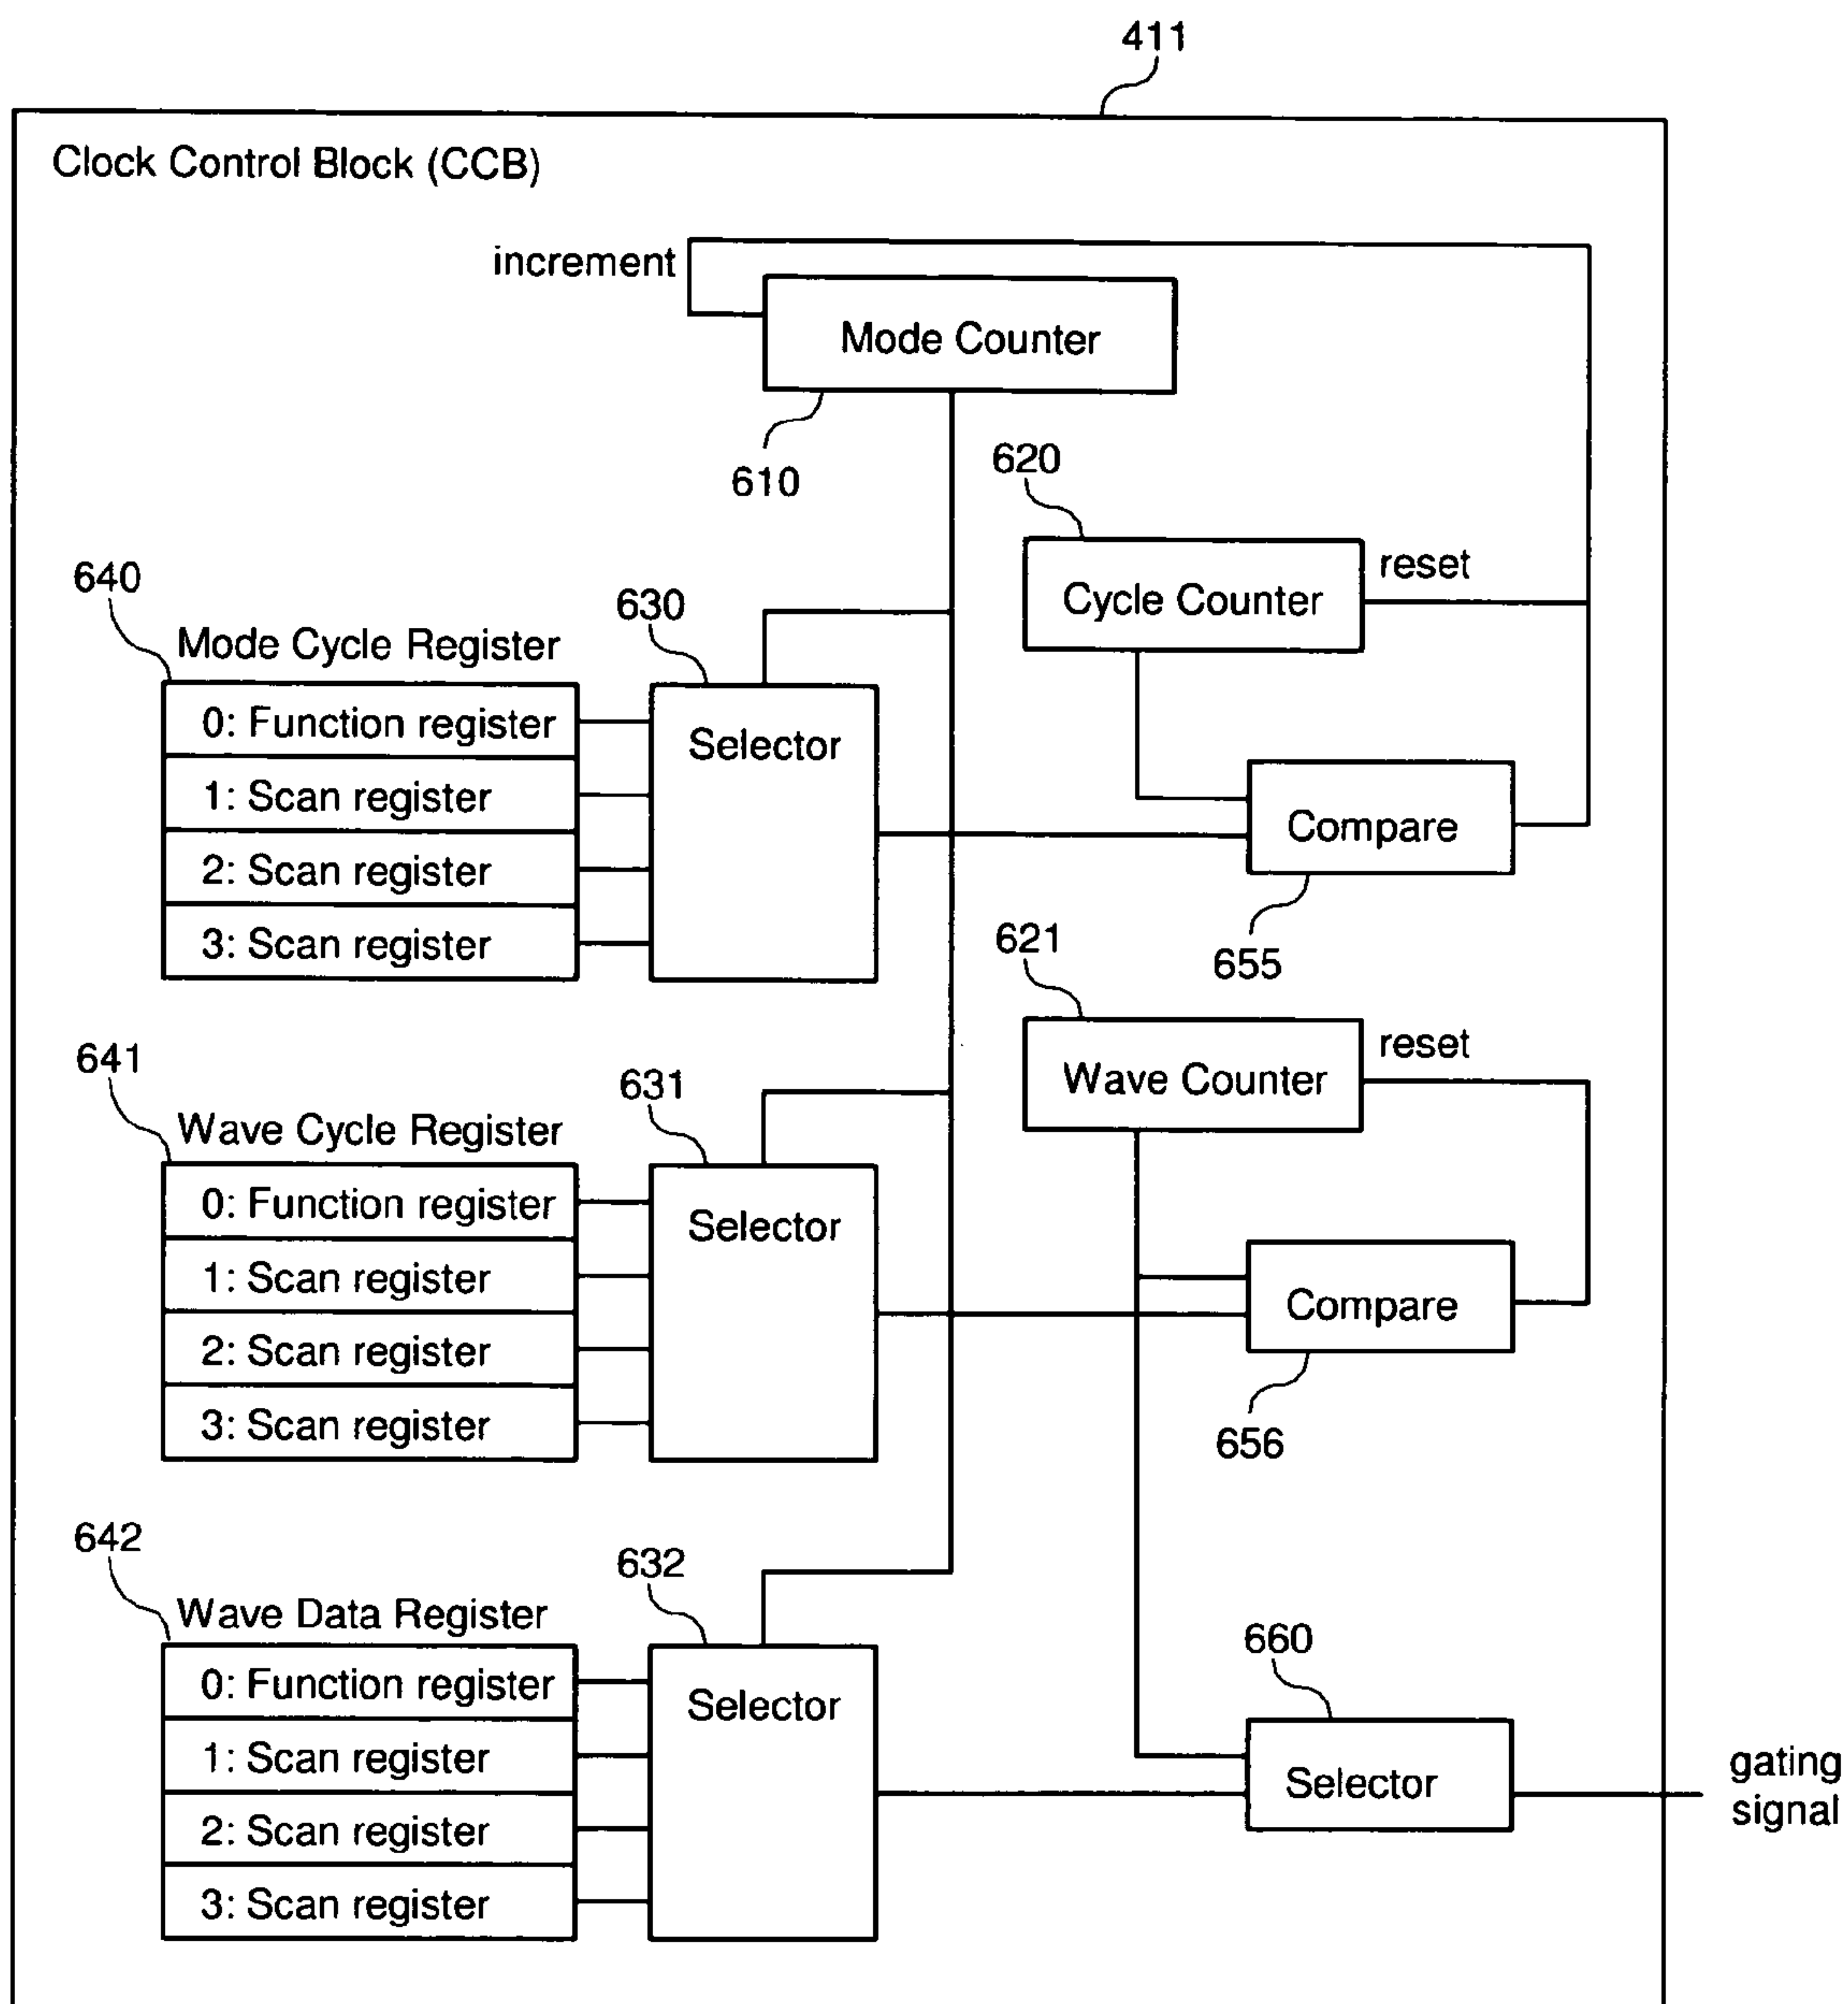 411
Clock Control Block (CCB)
increment
Mode Counter
610
620
Cycle Counter
reset
640
Mode Cycle Register
0: Function register
1: Scan register
2: Scan register
3: Scan register
630
Selector
Compare
655
621
Wave Counter
reset
641
Wave Cycle Register
0: Function register
1: Scan register
2: Scan register
3: Scan register
631
Selector
Compare
656
642
Wave Data Register
0: Function register
1: Scan register
2: Scan register
3: Scan register
632
Selector
660
Selector
gating
signal